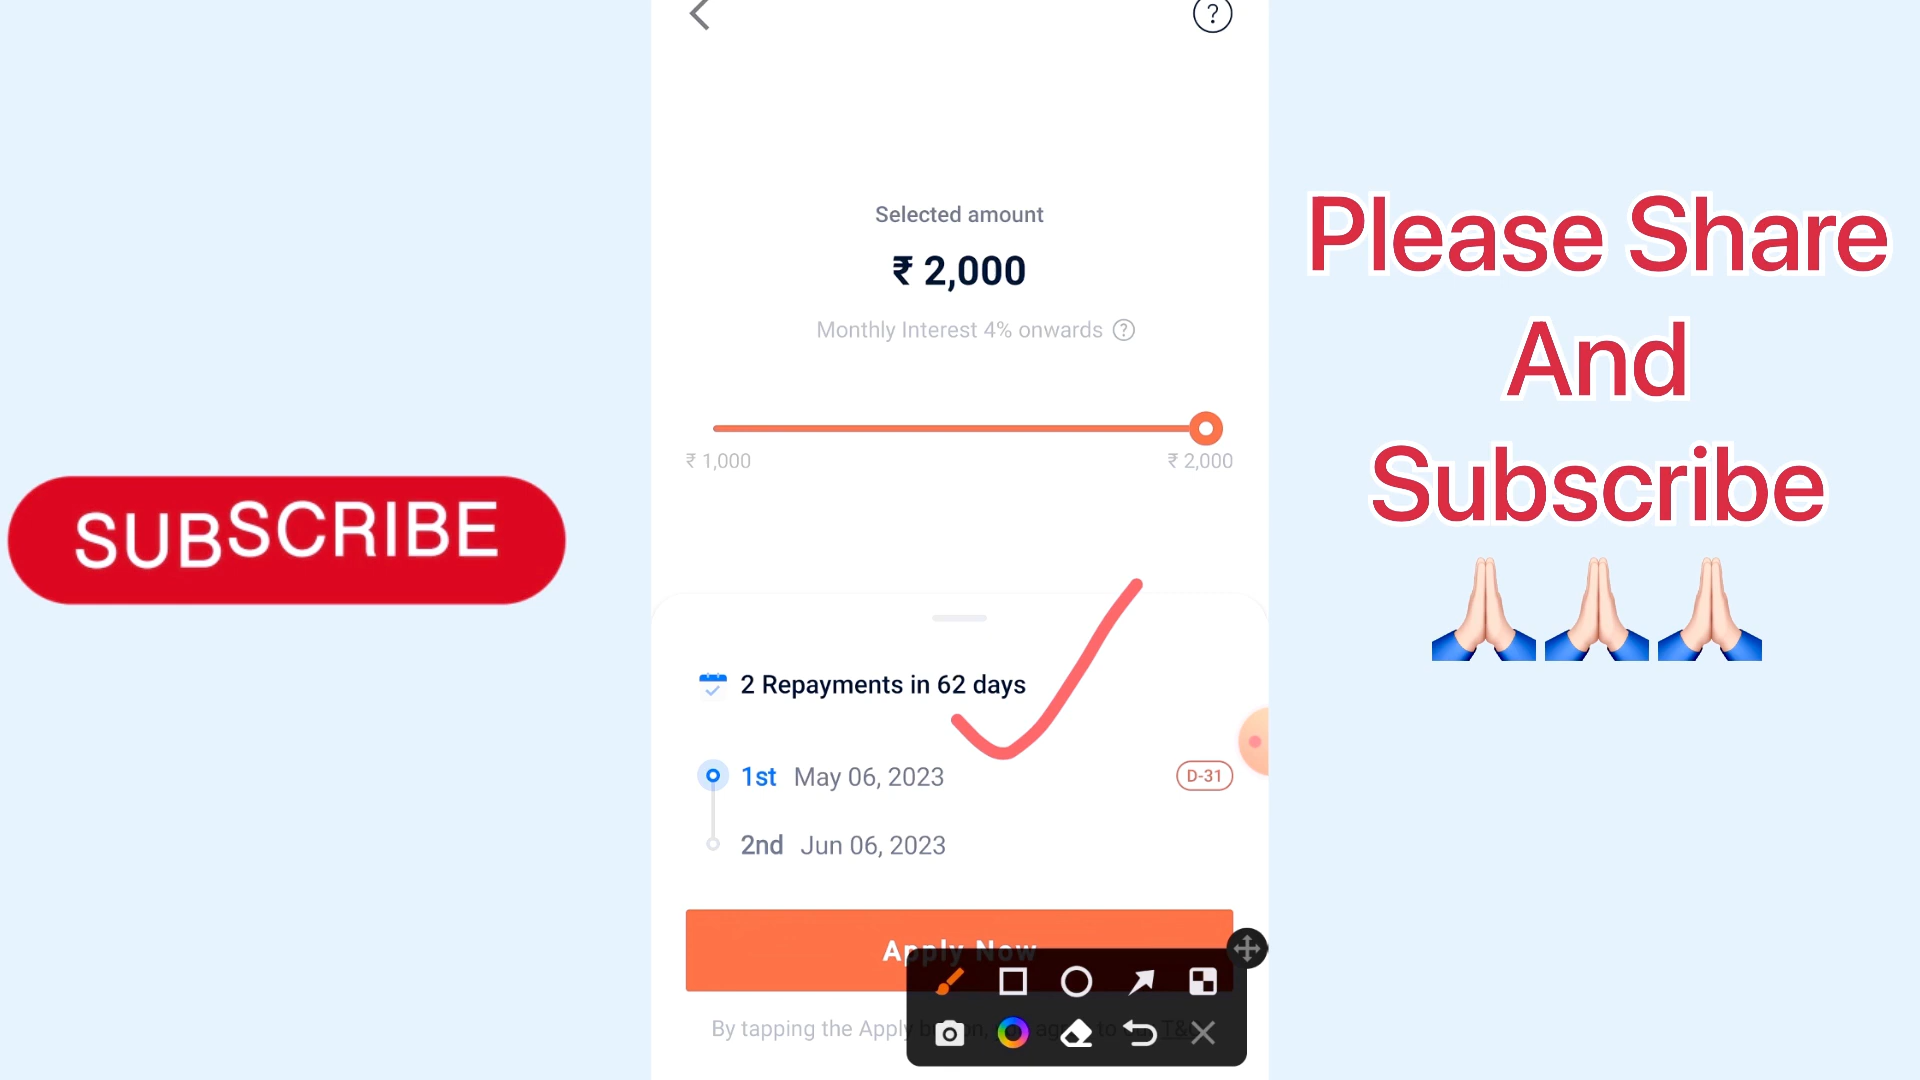 Selected amount
₹ 2,000
Monthly Interest 4% onwards ?
₹ 1,000
₹ 2,000
2 Repayments in 62 days
1st May 06, 2023
D-31
2nd Jun 06, 2023
Apply Now
By tapping the Apply
to
T&C
SUBSCRIBE
Please Share
And
Subscribe